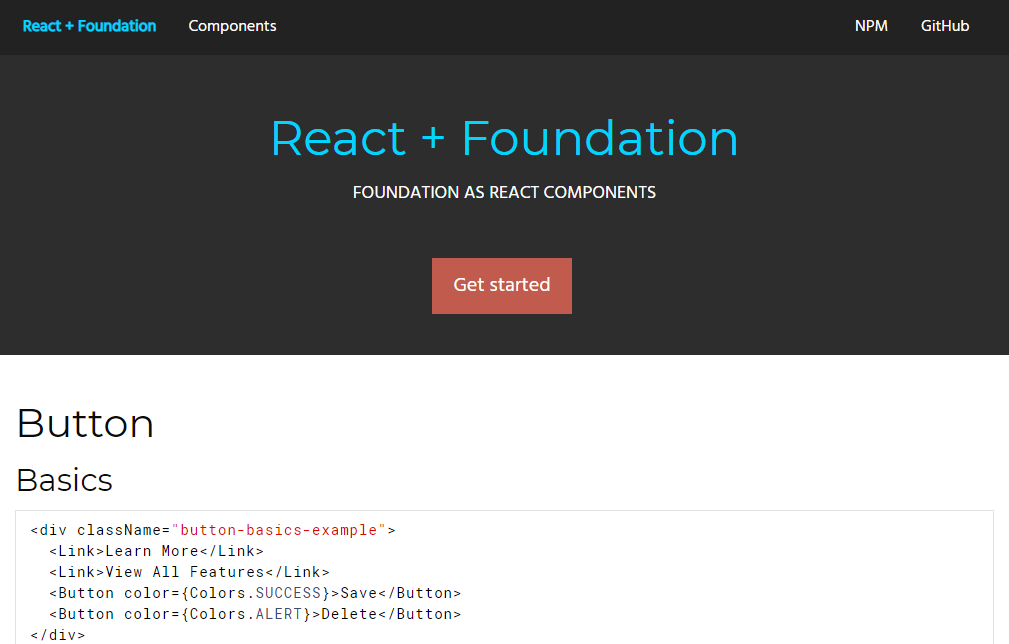 React + Foundation Components NPM GitHub
React + Foundation
FOUNDATION AS REACT COMPONENTS
Get started
Button
Basics
<div className="button-basics-example">
  <Link>Learn More</Link>
  <Link>View All Features</Link>
  <Button color={Colors.SUCCESS}>Save</Button>
  <Button color={Colors.ALERT}>Delete</Button>
</div>